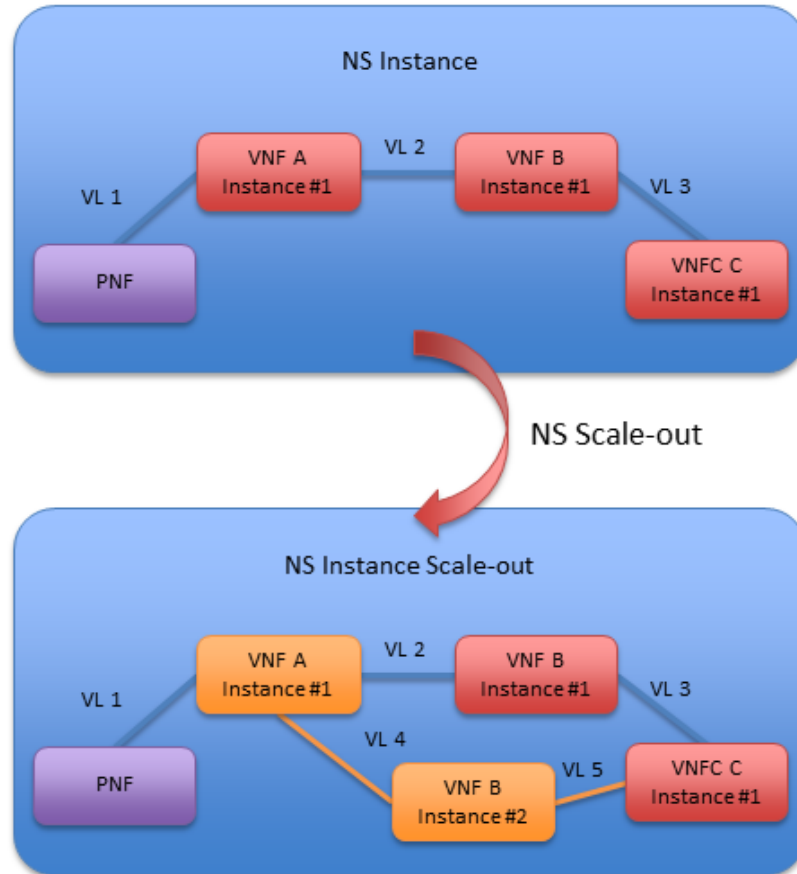 NS Instance
VNF A
Instance #1
VL 2
VNF B
Instance #1
VL 1
VL 3
PNF
VNFC C
Instance #1
NS Scale-out
NS Instance Scale-out
VNF A
Instance #1
VL 2
VNF B
Instance #1
VL 1
VL 3
VL 4
PNF
VNF B
Instance #2
VL 5
VNFC C
Instance #1